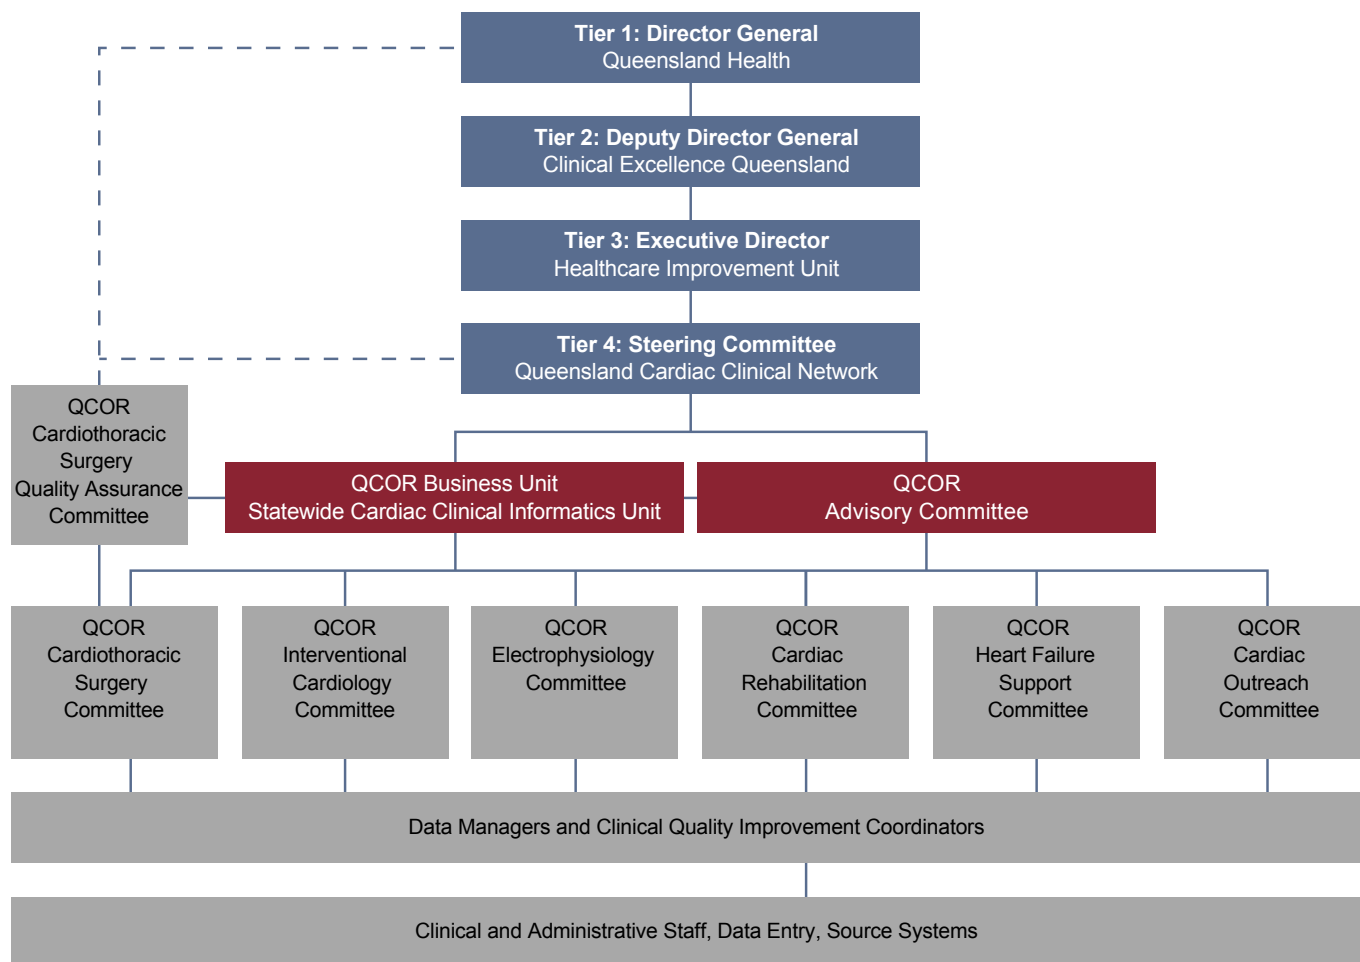 Tier 1: Director General
Queensland Health
Tier 2: Deputy Director General
Clinical Excellence Queensland
Tier 3: Executive Director
Healthcare Improvement Unit
Tier 4: Steering Committee
Queensland Cardiac Clinical Network
QCOR
Cardiothoracic
Surgery
Quality Assurance
Committee
QCOR Business Unit
Statewide Cardiac Clinical Informatics Unit
QCOR
Advisory Committee
QCOR
Cardiothoracic
Surgery
Committee
QCOR
Interventional
Cardiology
Committee
QCOR
Electrophysiology
Committee
QCOR
Cardiac
Rehabilitation
Committee
QCOR
Heart Failure
Support
Committee
QCOR
Cardiac
Outreach
Committee
Data Managers and Clinical Quality Improvement Coordinators
Clinical and Administrative Staff, Data Entry, Source Systems